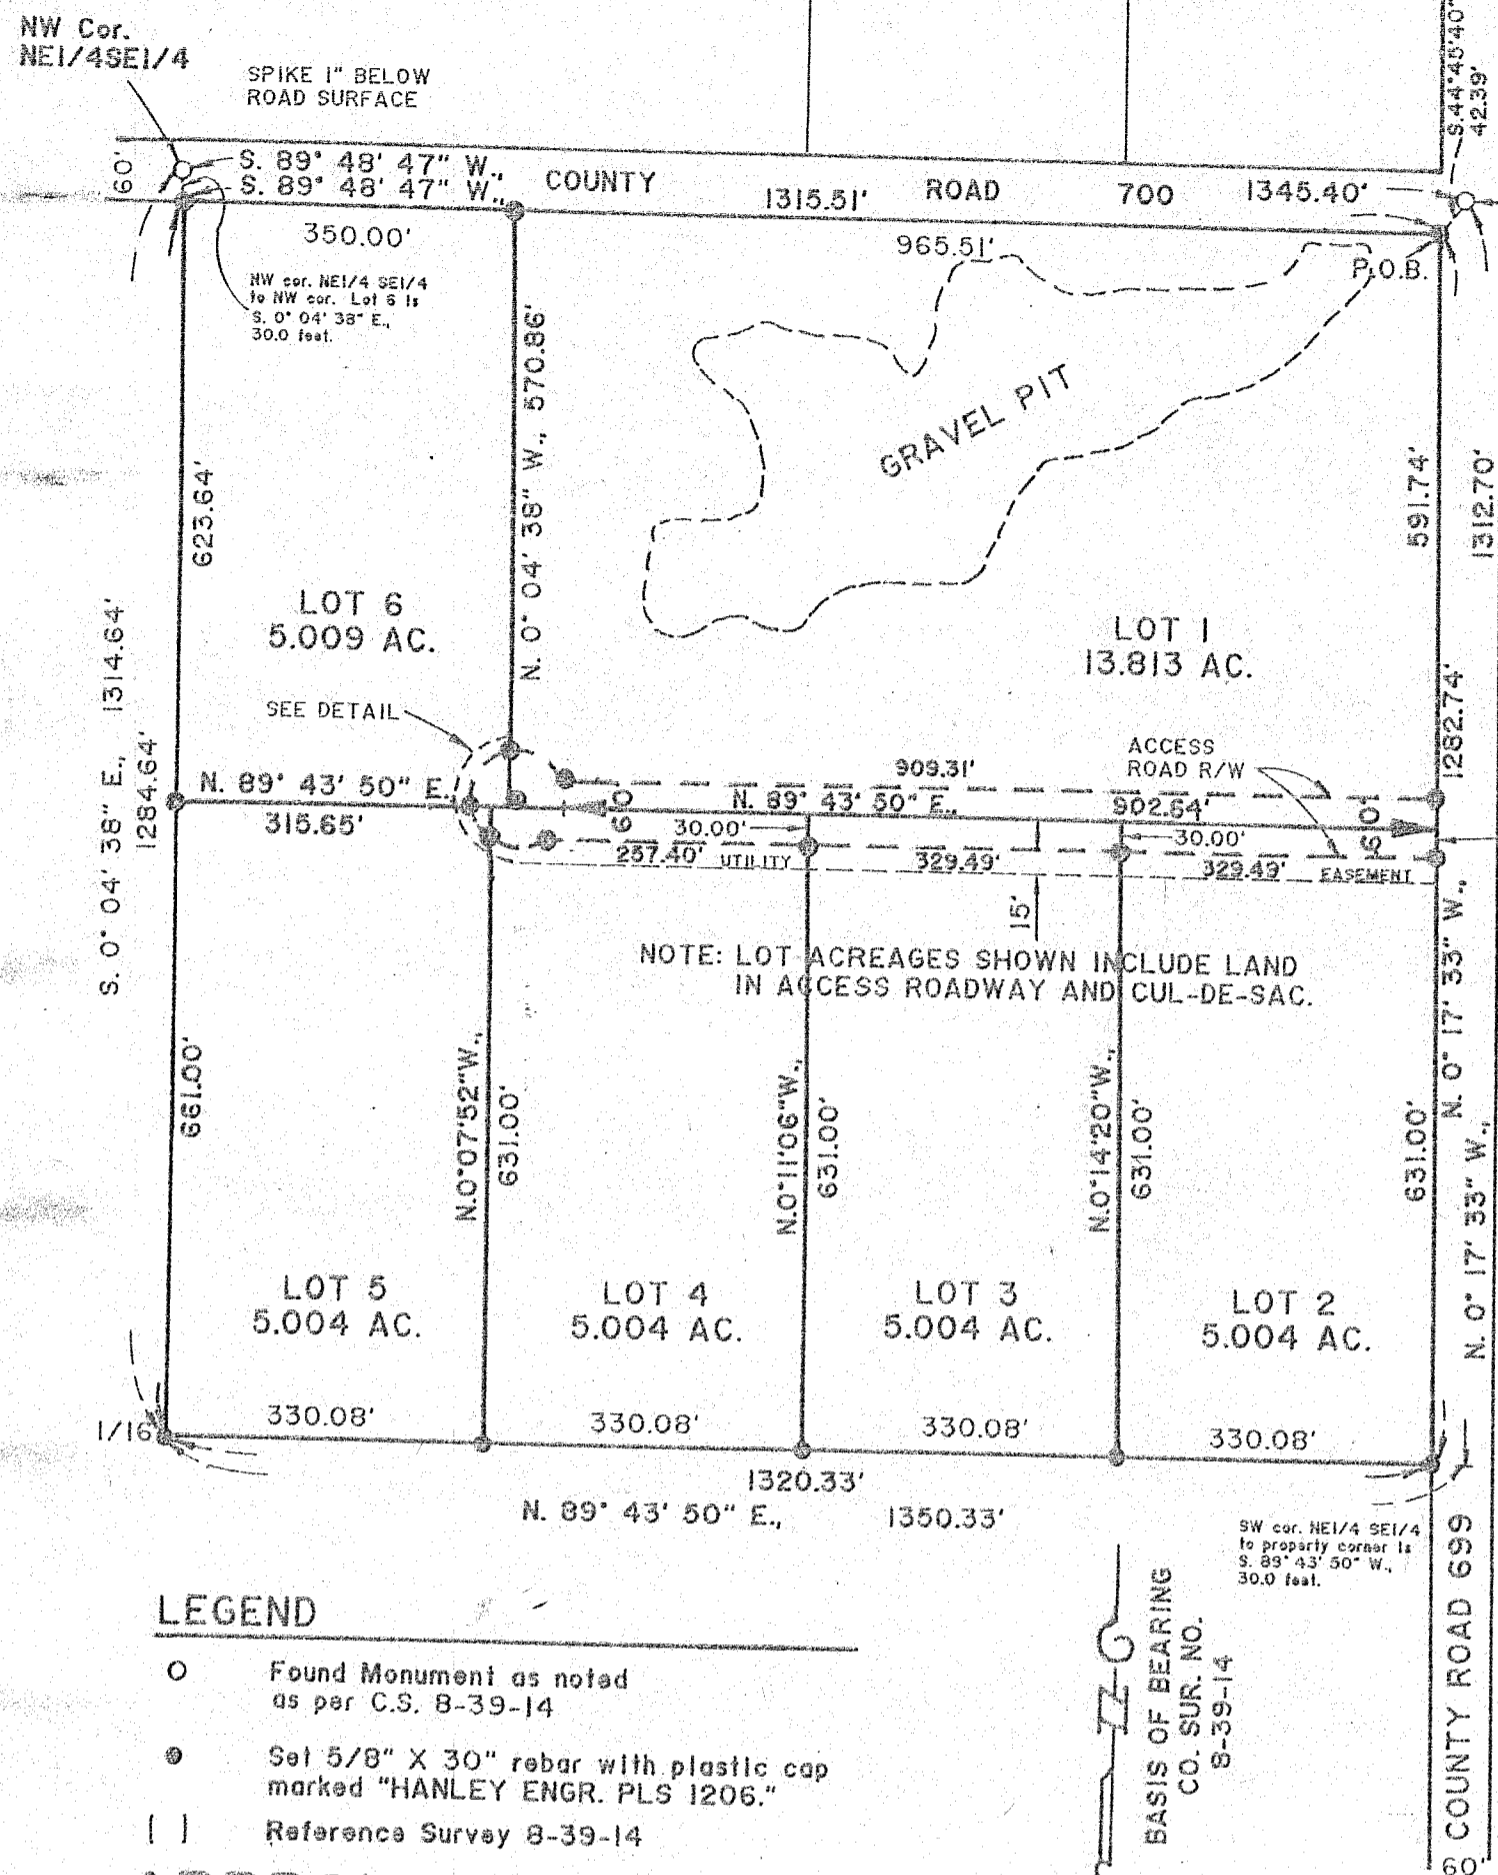 NW Cor.
NE1/4SE1/4
SPIKE 1" BELOW
ROAD SURFACE
S.44°45'40"
42.39'
60'
S. 89° 48' 47" W.,
S. 89° 48' 47" W.,
COUNTY
1315.51'
ROAD
700
1345.40'
350.00'
965.51'
P.O.B.
NW cor. NE1/4 SE1/4
to NW cor. Lot 6 is
S. 0° 04' 38" E.,
30.0 feet.
N. 0° 04' 38" W., 570.86'
GRAVEL PIT
623.64'
591.74'
1312.70'
LOT 6
5.009 AC.
LOT 1
13.813 AC.
S. 0° 04' 38" E., 1314.64'
1284.64'
1282.74'
SEE DETAIL
ACCESS
ROAD R/W
909.31'
N. 89° 43' 50" E.,
315.65'
60
N. 89° 43' 50" E.,
902.64'
60'
30.00'
30.00'
257.40'
UTILITY
329.49'
329.49'
EASEMENT
15'
NOTE: LOT ACREAGES SHOWN INCLUDE LAND
IN ACCESS ROADWAY AND CUL-DE-SAC.
661.00'
N.0°07'52"W.,
631.00'
N.0°11'06"W.,
631.00'
N.0°14'20"W.,
631.00'
631.00'
N. 0° 17' 33" W.,
N. 0° 17' 33" W.,
LOT 5
5.004 AC.
LOT 4
5.004 AC.
LOT 3
5.004 AC.
LOT 2
5.004 AC.
1/16
330.08'
330.08'
330.08'
330.08'
1320.33'
N. 89° 43' 50" E.,
1350.33'
SW cor. NE1/4 SE1/4
to property corner is
S. 89° 43' 50" W.,
30.0 feet.
LEGEND
Found Monument as noted
as per C.S. 8-39-14
Set 5/8" X 30" rebar with plastic cap
marked "HANLEY ENGR. PLS 1206."
[ ] Reference Survey 8-39-14
BASIS OF BEARING
CO. SUR. NO.
8-39-14
COUNTY ROAD 699
60'